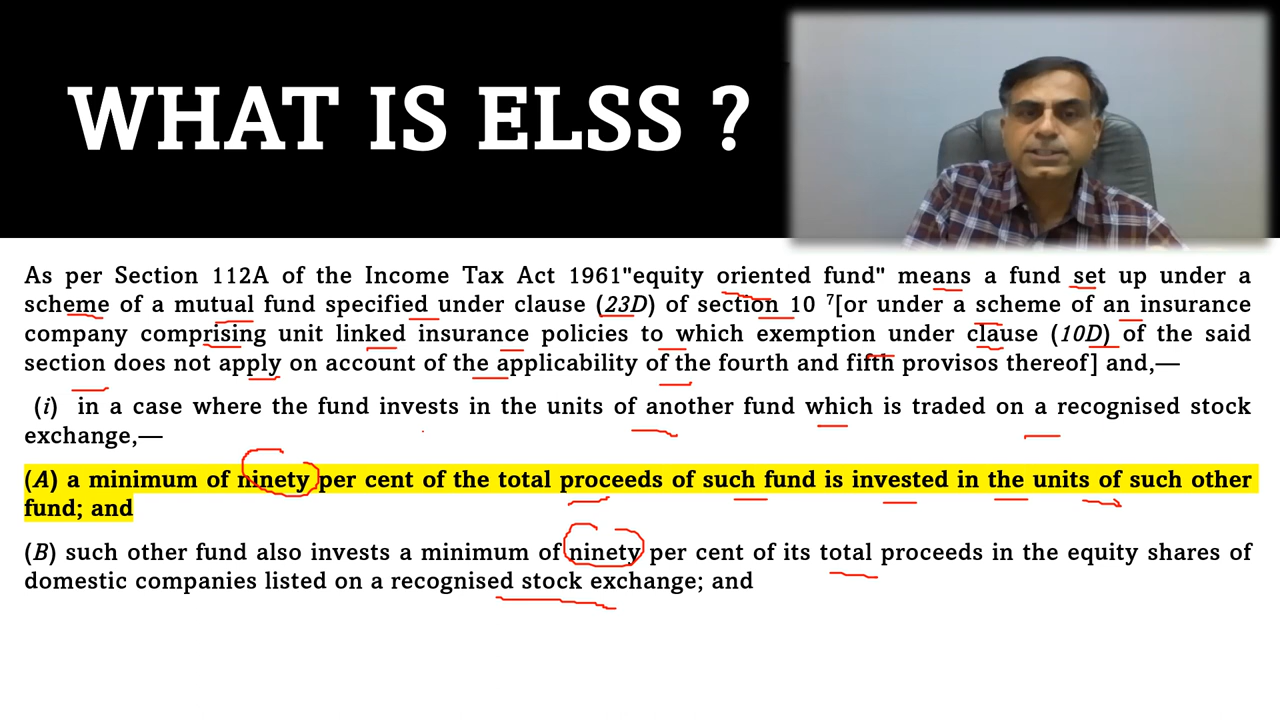 WHAT IS ELSS ?
As per Section 112A of the Income Tax Act 1961"equity oriented fund" means a fund set up under a
scheme of a mutual fund specified under clause (23D) of section 10 ⁷[or under a scheme of an insurance
company comprising unit linked insurance policies to which exemption under clause (10D) of the said
section does not apply on account of the applicability of the fourth and fifth provisos thereof] and,—
(i) in a case where the fund invests in the units of another fund which is traded on a recognised stock
exchange,—
(A) a minimum of ninety per cent of the total proceeds of such fund is invested in the units of such other
fund; and
(B) such other fund also invests a minimum of ninety per cent of its total proceeds in the equity shares of
domestic companies listed on a recognised stock exchange; and